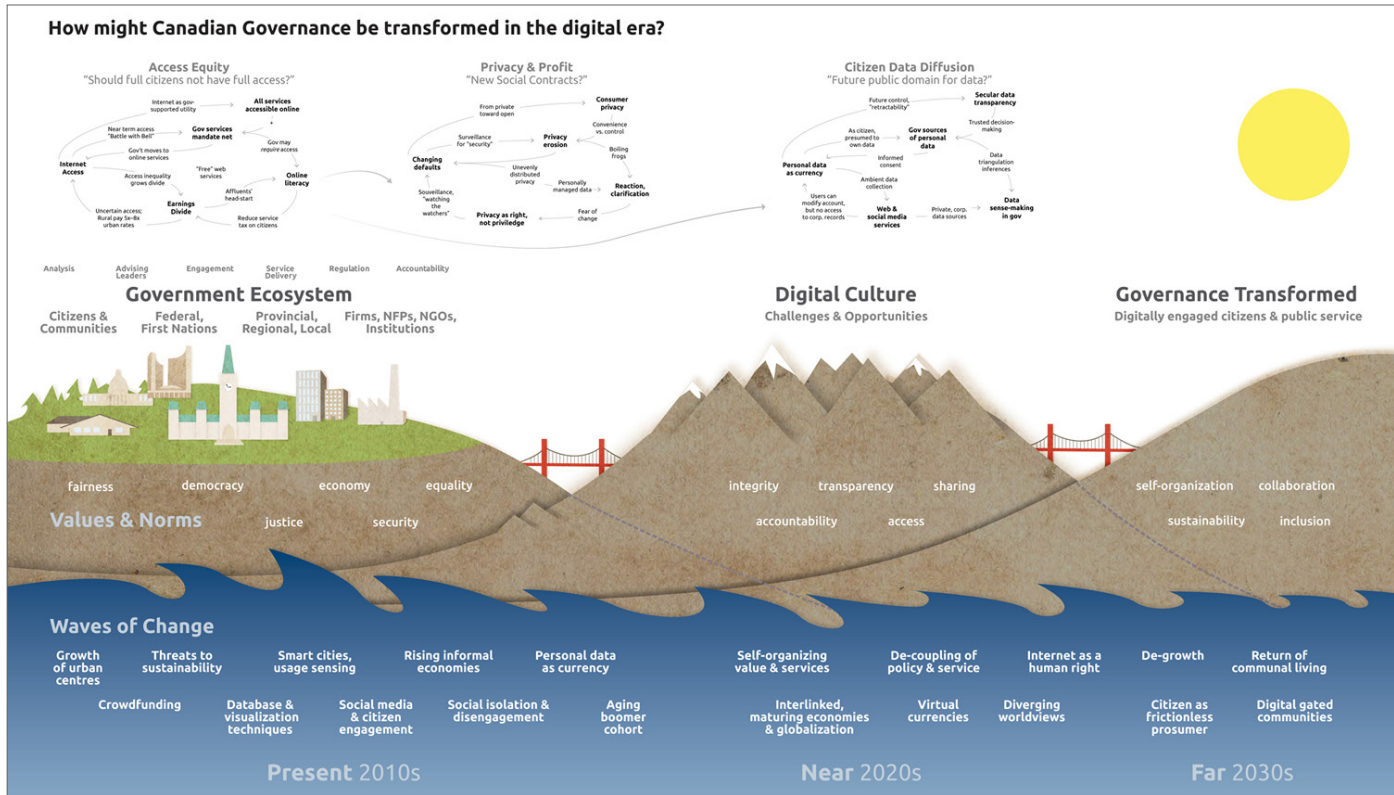 How might Canadian Governance be transformed in the digital era?
Access Equity
"Should full citizens not have full access?"
Internet as gov-
supported utility
All services
accessible online
Near term access
"Battle with Bell"
Gov services
mandate net
Gov't moves to
online services
Gov may
require access
Internet
Access
"Free" web
services
Access inequality
grows divide
Online
literacy
Affluents'
head-start
Earnings
Divide
Uncertain access;
Rural pay 5x-8x
urban rates
Reduce service
tax on citizens
Privacy & Profit
"New Social Contracts?"
From private
toward open
Consumer
privacy
Convenience
vs. control
Surveillance
for "security"
Privacy
erosion
Boiling
frogs
Changing
defaults
Unevenly
distributed
privacy
Personally
managed data
Reaction,
clarification
Souveillance,
"watching
the
watchers"
Privacy as right,
not priviledge
Fear of
change
Citizen Data Diffusion
"Future public domain for data?"
Future control,
"retractability"
Secular data
transparency
Trusted decision-
making
As citizen,
presumed to
own data
Gov sources
of personal
data
Informed
consent
Data
triangulation
inferences
Personal data
as currency
Ambient data
collection
Users can
modify account,
but no access
to corp. records
Web &
social media
services
Private, corp.
data sources
Data
sense-making
in gov
Analysis
Advising
Leaders
Engagement
Service
Delivery
Regulation
Accountability
Government Ecosystem
Citizens &
Communities
Federal,
First Nations
Provincial,
Regional, Local
Firms, NFPs, NGOs,
Institutions
Digital Culture
Challenges & Opportunities
Governance Transformed
Digitally engaged citizens & public service
fairness
democracy
economy
equality
Values & Norms
justice
security
integrity
transparency
sharing
accountability
access
self-organization
collaboration
sustainability
inclusion
Waves of Change
Growth
of urban
centres
Threats to
sustainability
Smart cities,
usage sensing
Rising informal
economies
Personal data
as currency
Self-organizing
value & services
De-coupling of
policy & service
Internet as a
human right
De-growth
Return of
communal living
Crowdfunding
Database &
visualization
techniques
Social media
& citizen
engagement
Social isolation &
disengagement
Aging
boomer
cohort
Interlinked,
maturing economies
& globalization
Virtual
currencies
Diverging
worldviews
Citizen as
frictionless
prosumer
Digital gated
communities
Present 2010s
Near 2020s
Far 2030s